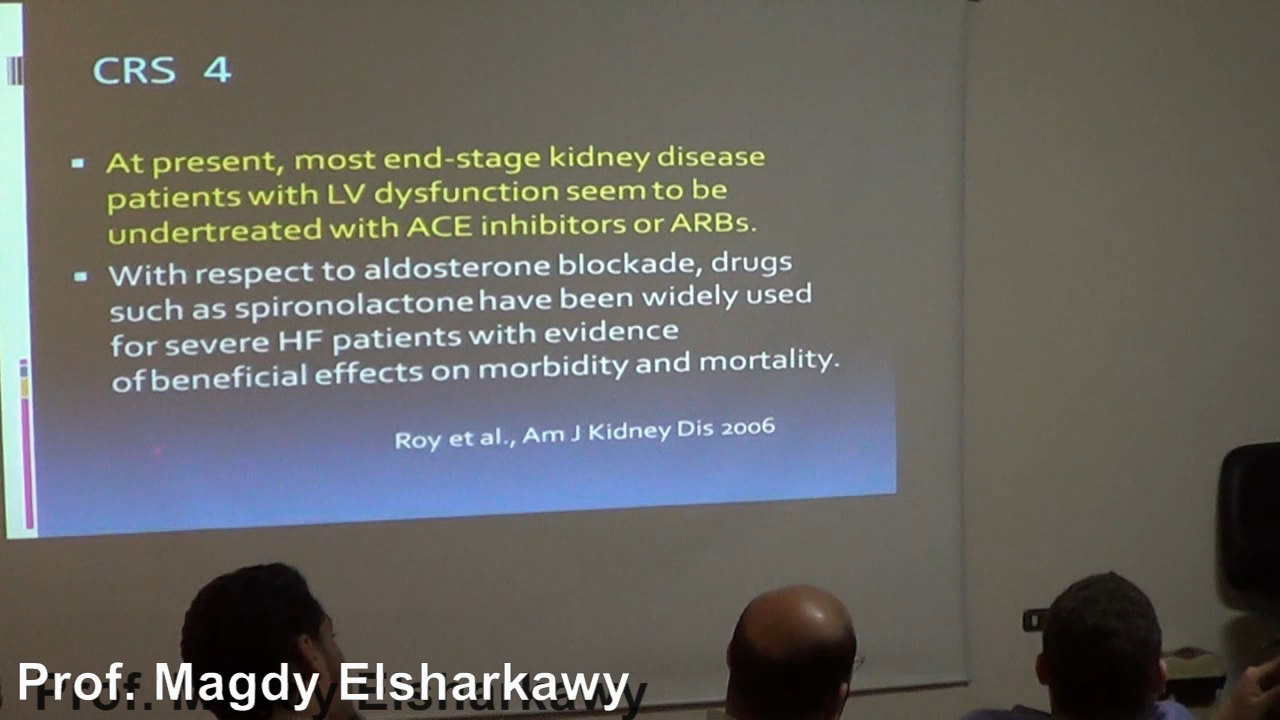 CRS 4
At present, most end-stage kidney disease
patients with LV dysfunction seem to be
undertreated with ACE inhibitors or ARBs.
With respect to aldosterone blockade, drugs
such as spironolactone have been widely used
for severe HF patients with evidence
of beneficial effects on morbidity and mortality.
Roy et al., Am J Kidney Dis 2006
Prof. Magdy Elsharkawy